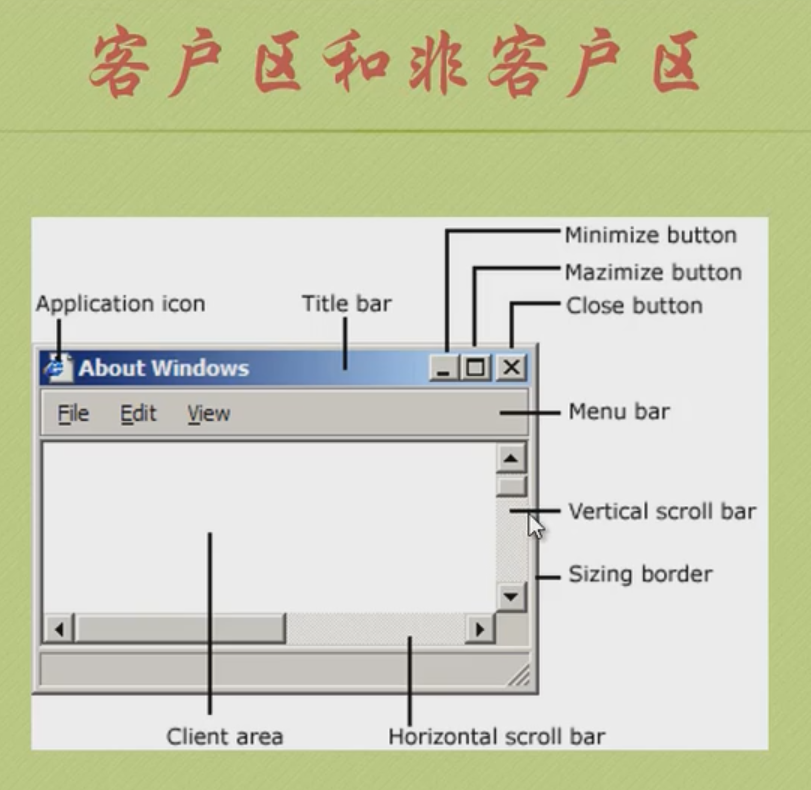 客户区和非客户区
Minimize button
Mazimize button
Application icon
Title bar
Close button
About Windows
File Edit View
Menu bar
Vertical scroll bar
Sizing border
Client area
Horizontal scroll bar